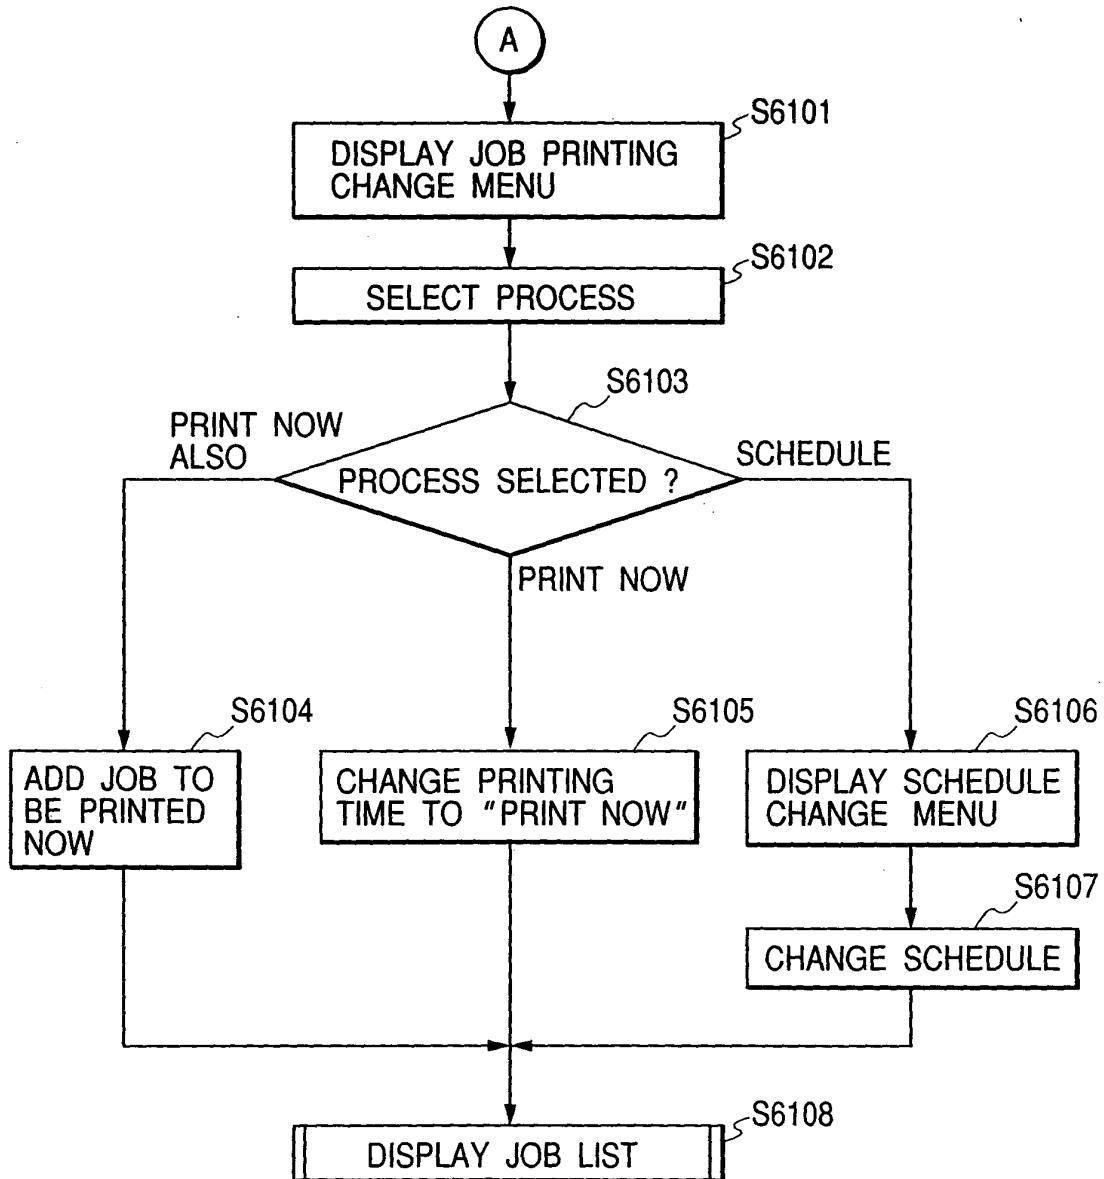 A
S6101
DISPLAY JOB PRINTING
CHANGE MENU
S6102
SELECT PROCESS
S6103
PRINT NOW
ALSO
PROCESS SELECTED ?
SCHEDULE
PRINT NOW
S6104
ADD JOB TO
BE PRINTED
NOW
S6105
CHANGE PRINTING
TIME TO "PRINT NOW"
S6106
DISPLAY SCHEDULE
CHANGE MENU
S6107
CHANGE SCHEDULE
S6108
DISPLAY JOB LIST